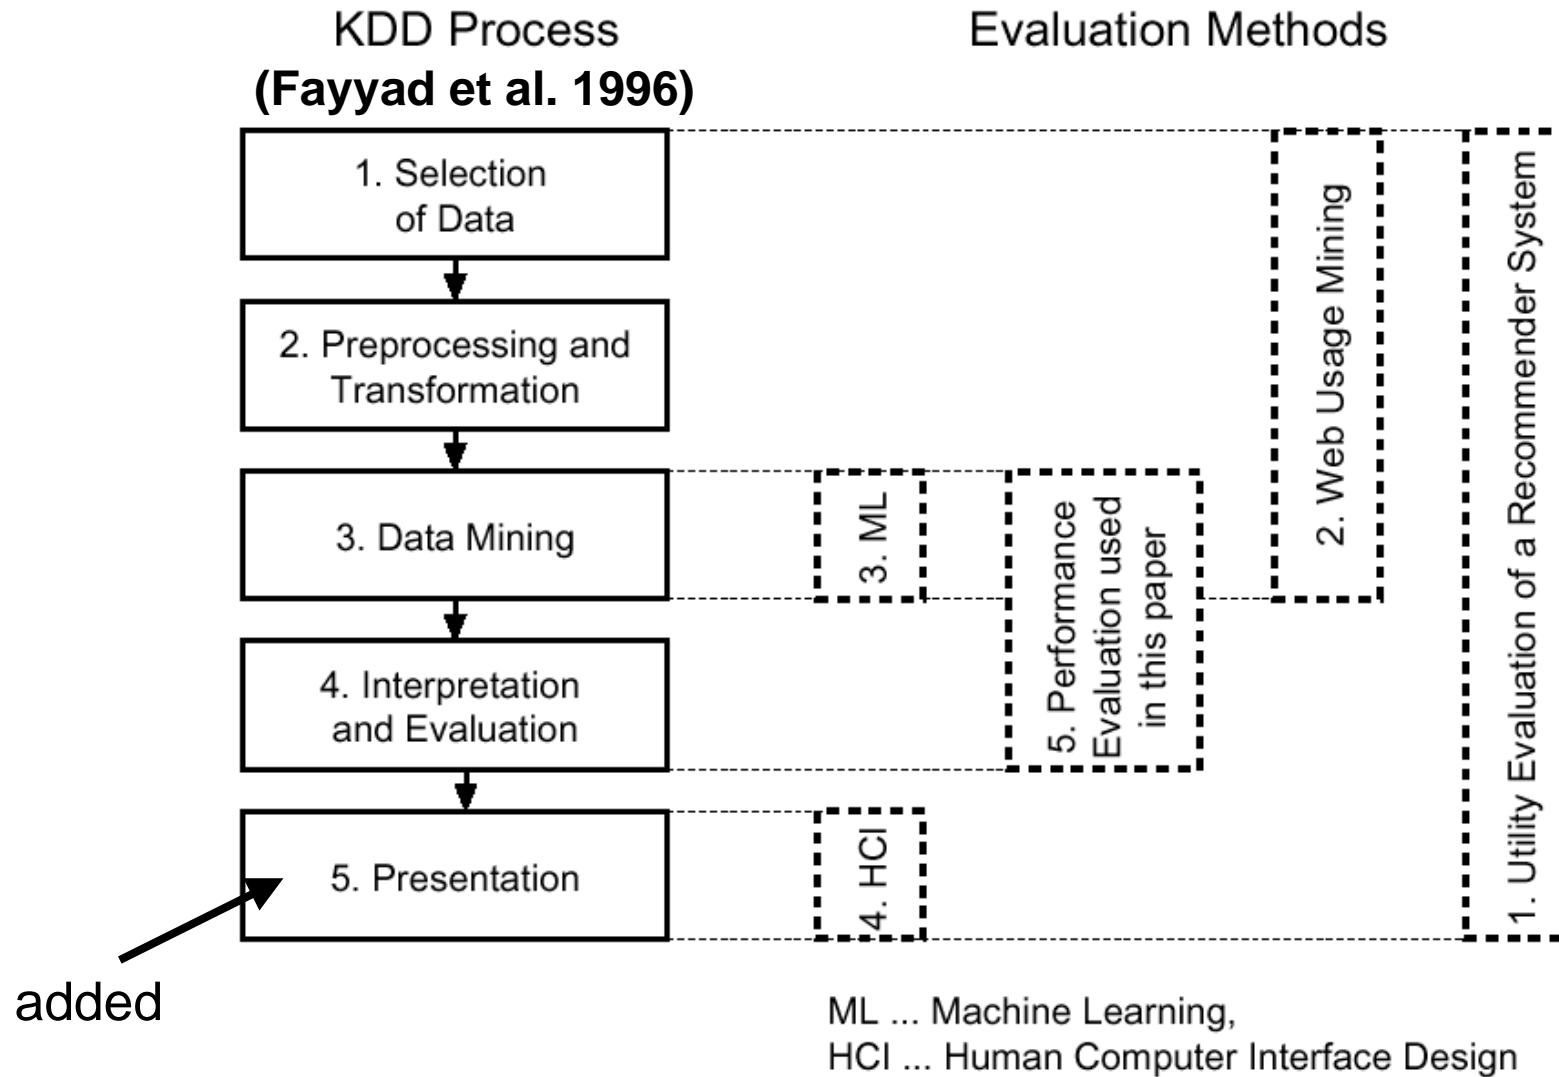 KDD Process
(Fayyad et al. 1996)
Evaluation Methods
1. Selection
of Data
2. Preprocessing and
Transformation
3. Data Mining
4. Interpretation
and Evaluation
5. Presentation
added
3. ML
4. HCI
5. Performance
Evaluation used
in this paper
2. Web Usage Mining
1. Utility Evaluation of a Recommender System
ML ... Machine Learning,
HCI ... Human Computer Interface Design